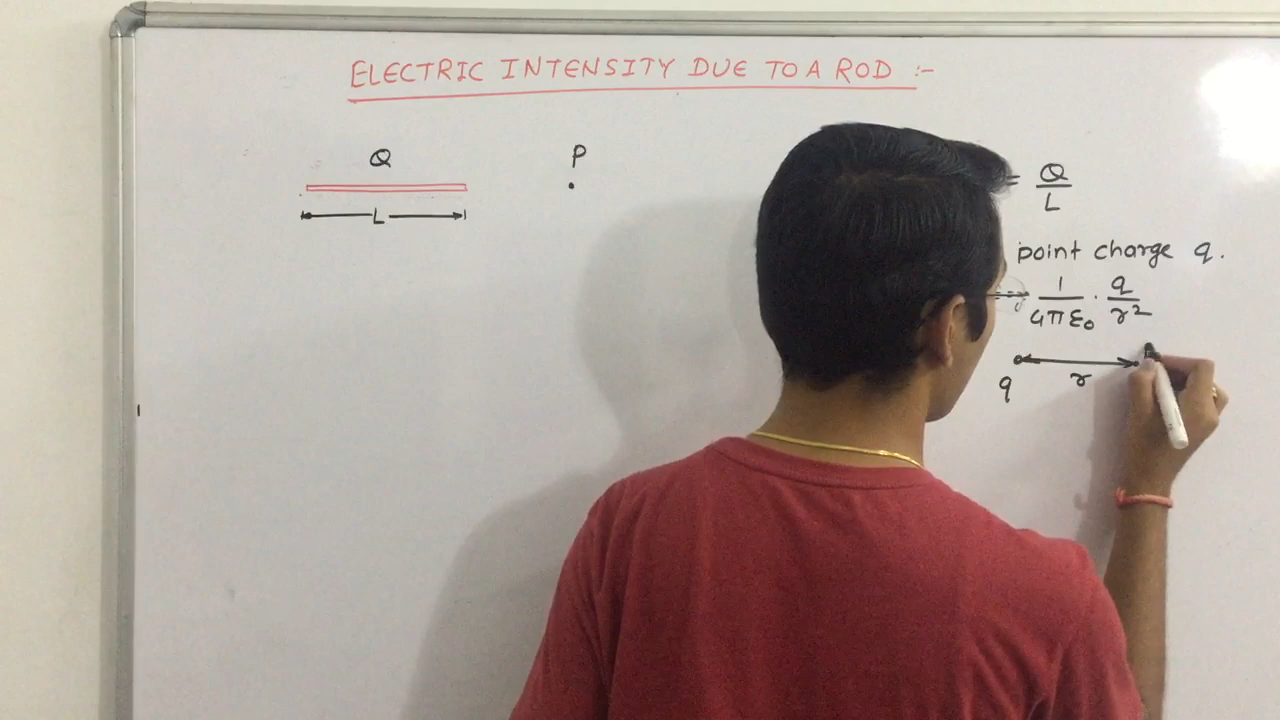 ELECTRIC INTENSITY DUE TO A ROD :-
Q
P
L
= Q/L
point charge q.
1/4πε₀ · q/r²
q
r